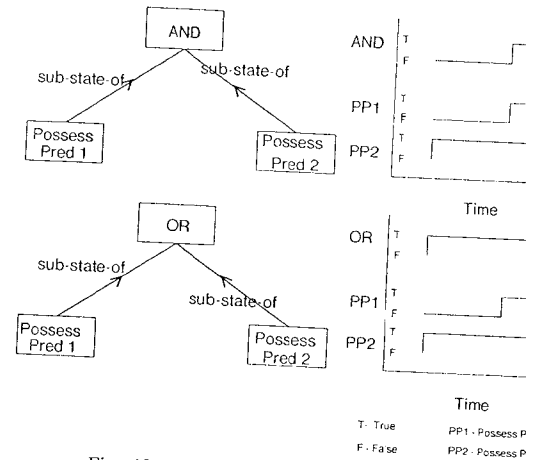 AND
sub-state-of
sub-state-of
Possess
Pred 1
Possess
Pred 2
AND
T
F
PP1
T
F
PP2
T
F
Time
OR
sub-state-of
sub-state-of
Possess
Pred 1
Possess
Pred 2
OR
T
F
PP1
T
F
PP2
T
F
Time
T - True
PP1 - Possess P
F - False
PP2 - Possess P